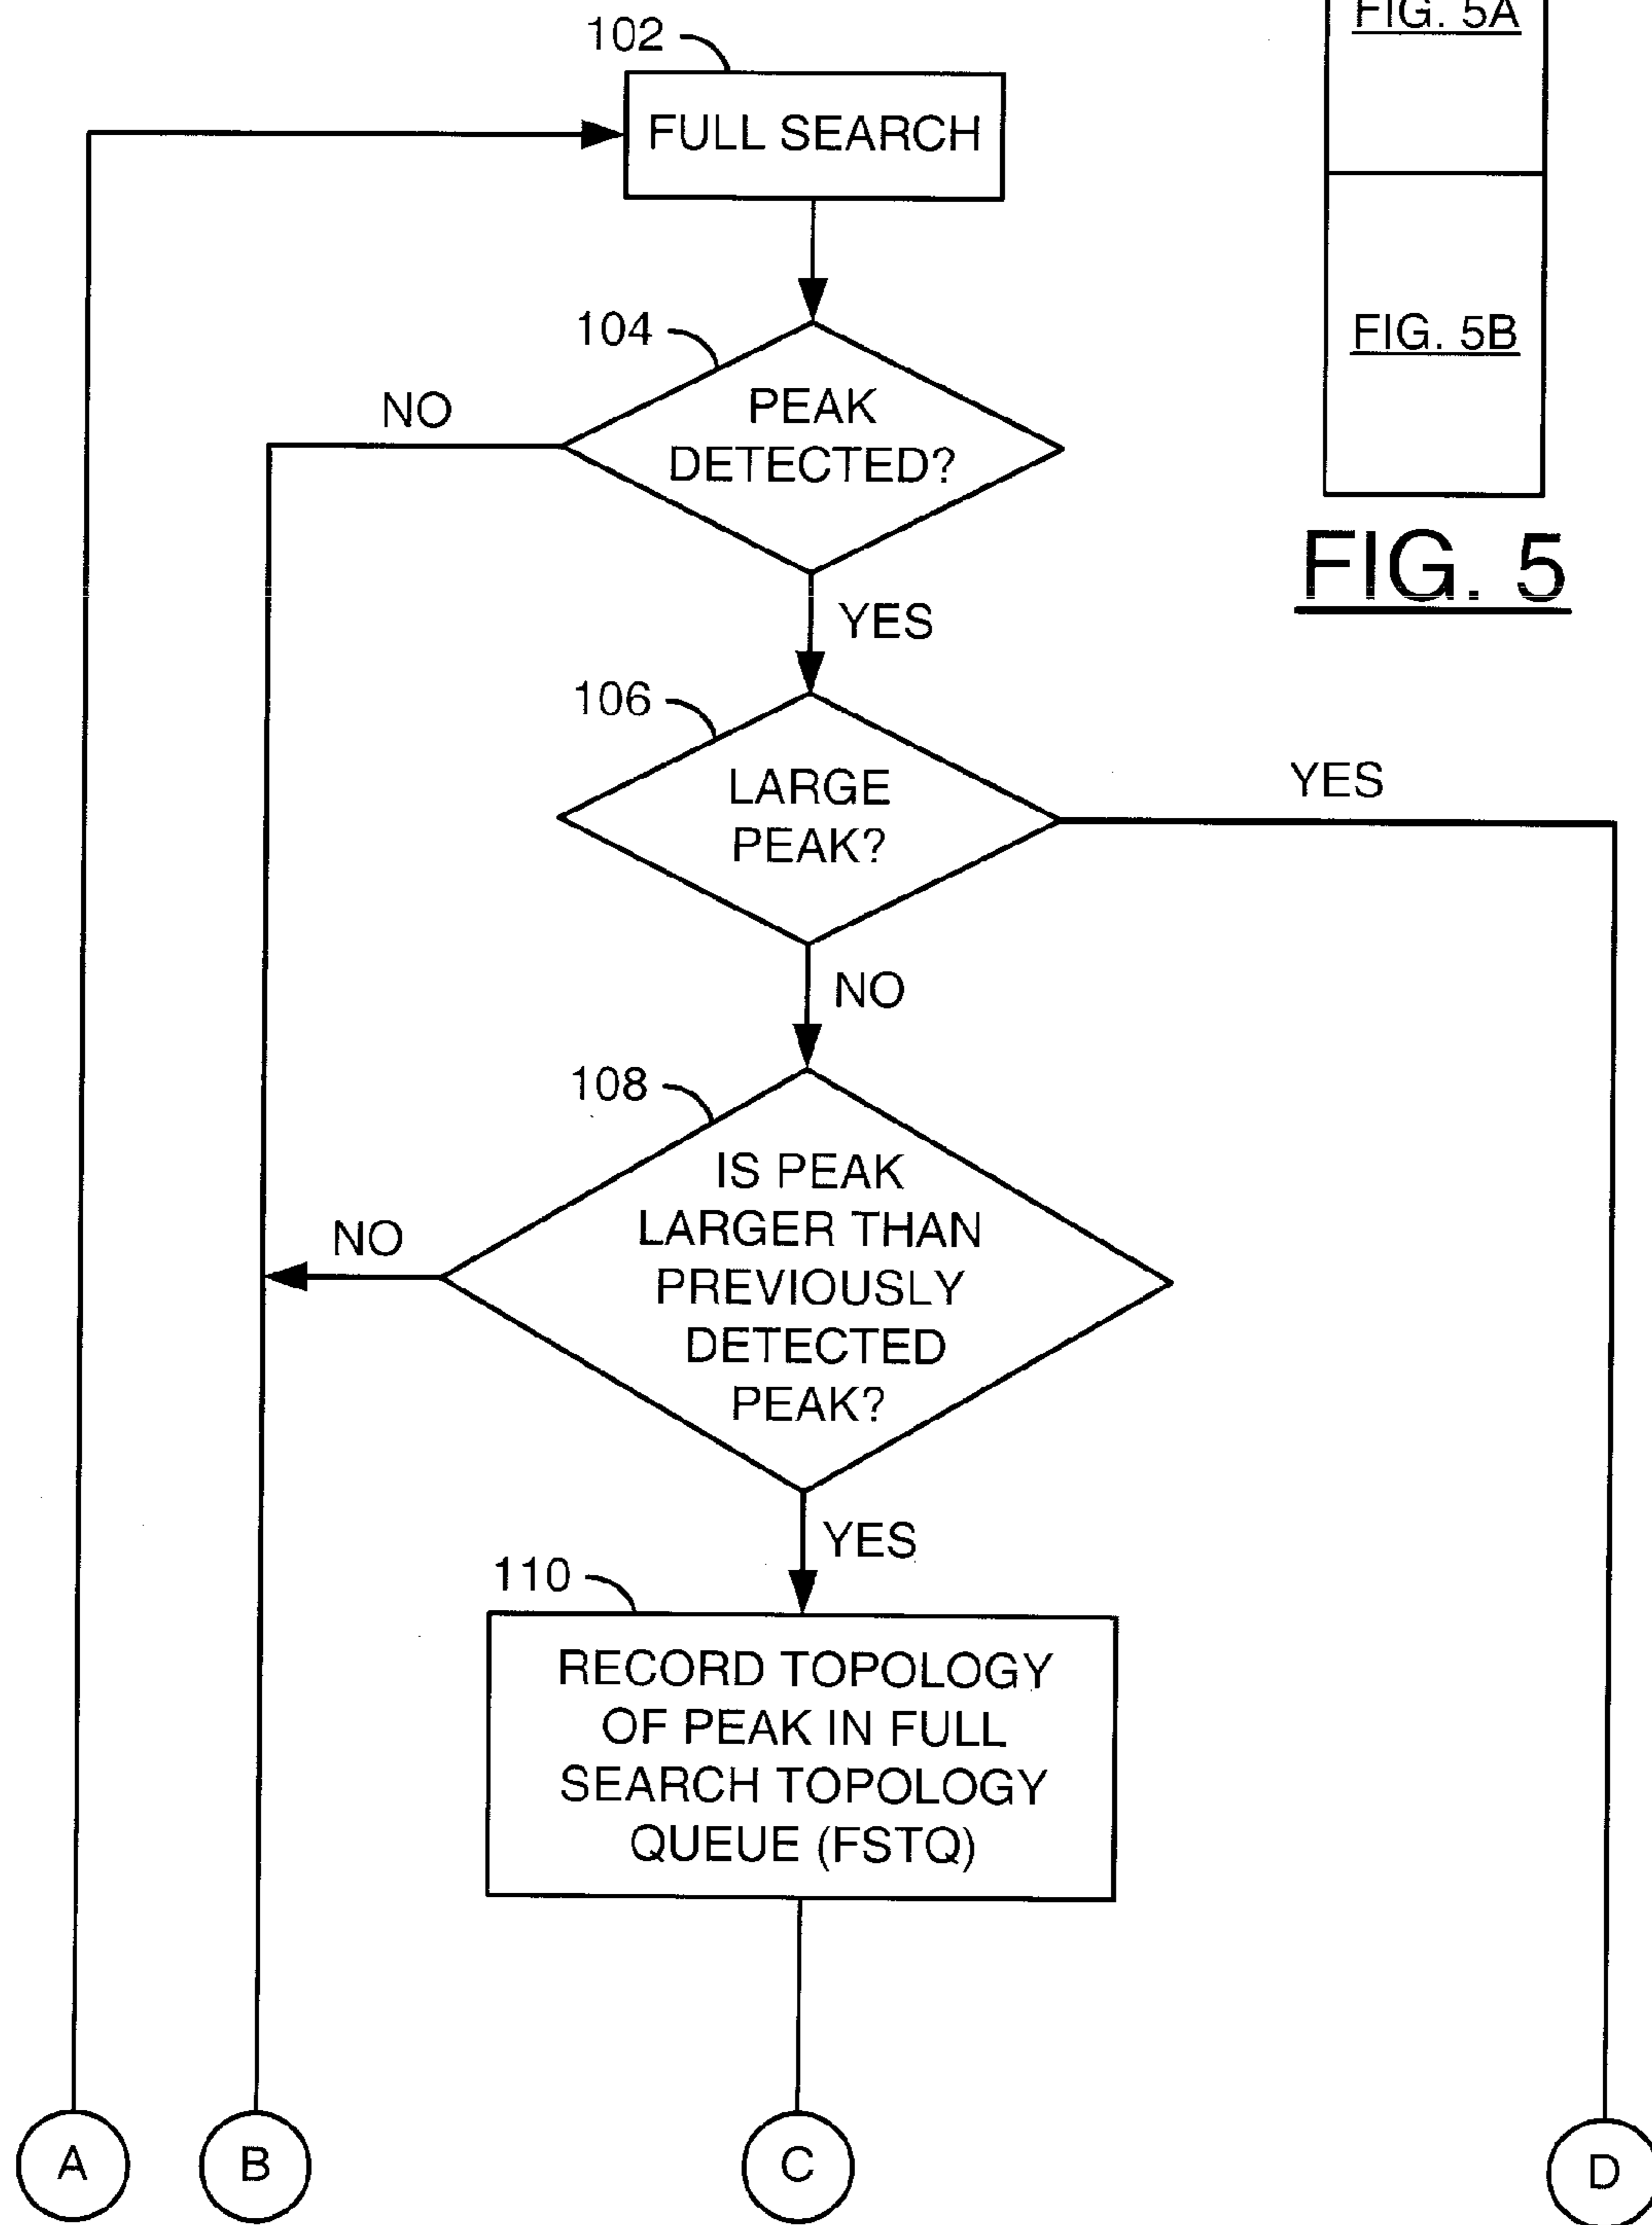 102
FULL SEARCH
FIG. 5A
FIG. 5B
FIG. 5
104
PEAK
DETECTED?
NO
YES
106
LARGE
PEAK?
YES
NO
108
IS PEAK
LARGER THAN
PREVIOUSLY
DETECTED
PEAK?
NO
YES
110
RECORD TOPOLOGY
OF PEAK IN FULL
SEARCH TOPOLOGY
QUEUE (FSTQ)
A
B
C
D